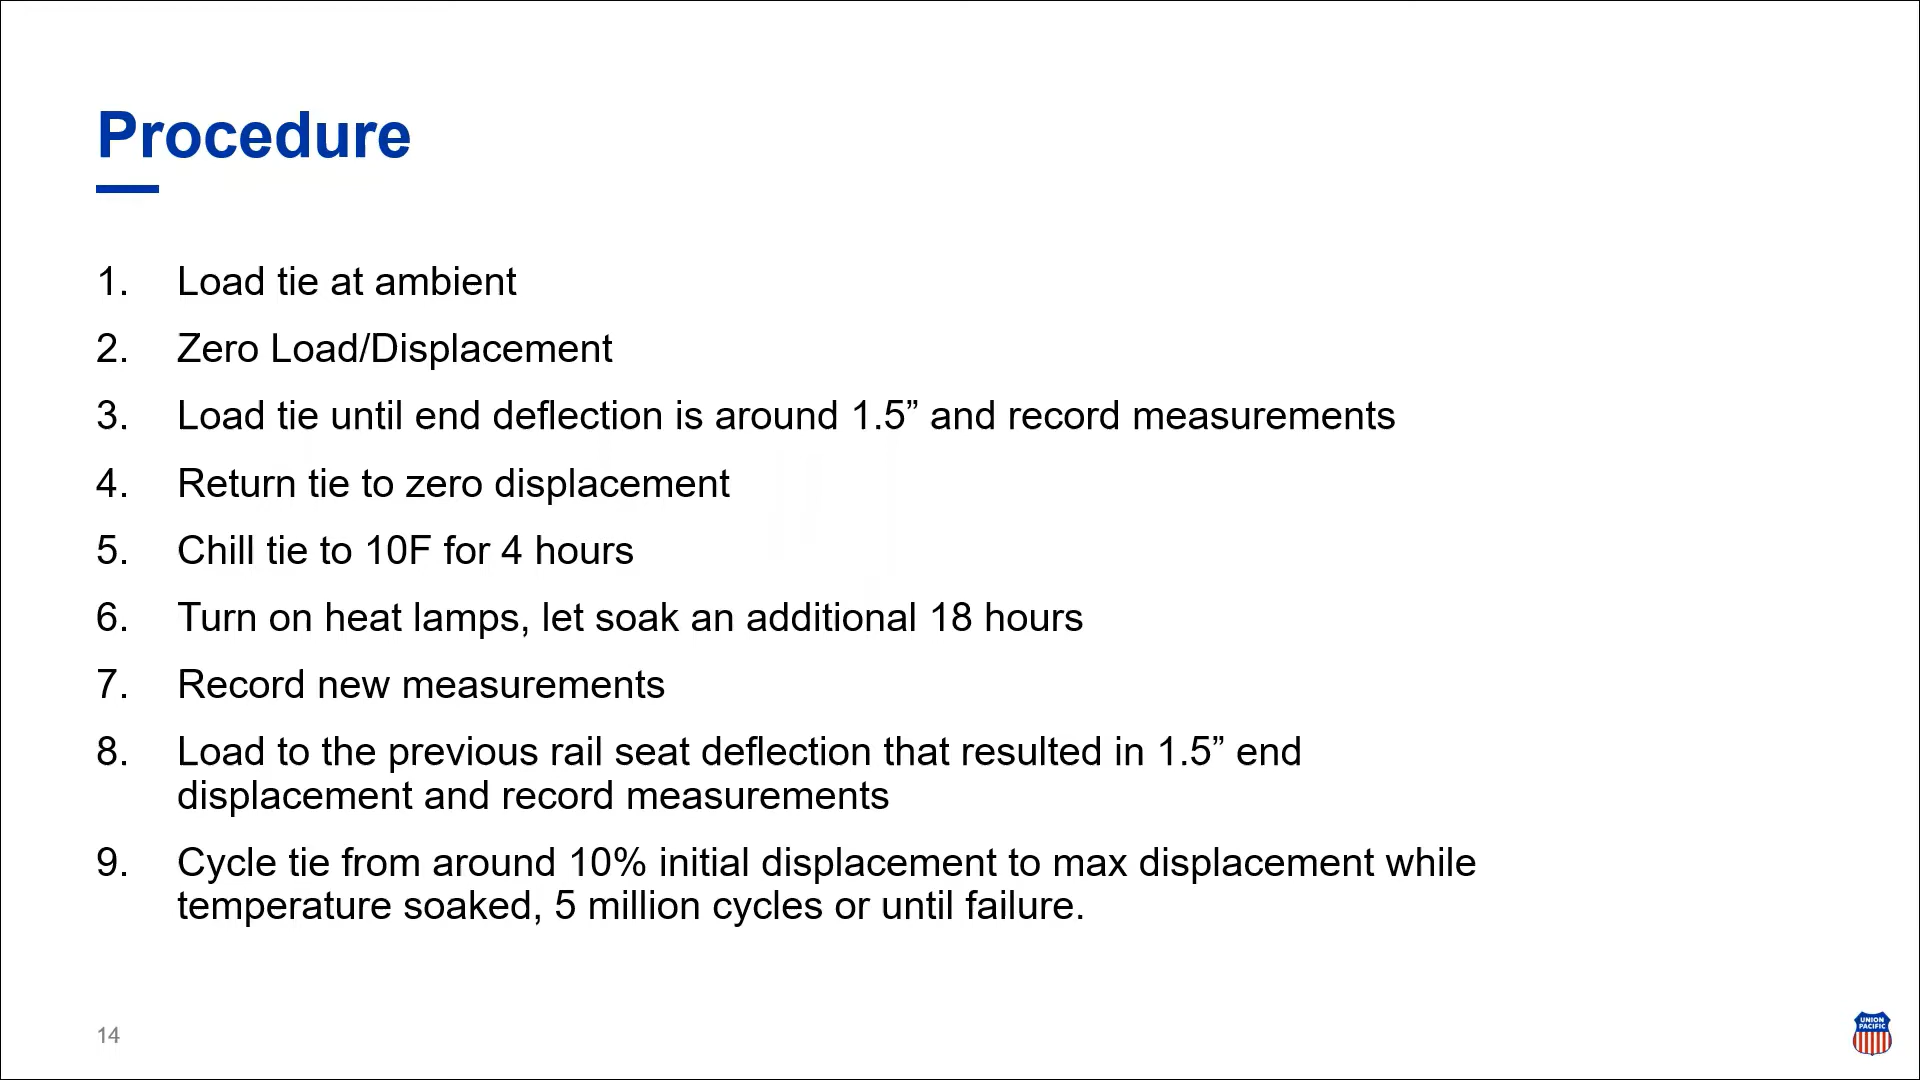 Procedure
1. Load tie at ambient
2. Zero Load/Displacement
3. Load tie until end deflection is around 1.5” and record measurements
4. Return tie to zero displacement
5. Chill tie to 10F for 4 hours
6. Turn on heat lamps, let soak an additional 18 hours
7. Record new measurements
8. Load to the previous rail seat deflection that resulted in 1.5” end
displacement and record measurements
9. Cycle tie from around 10% initial displacement to max displacement while
temperature soaked, 5 million cycles or until failure.
14
UNION
PACIFIC